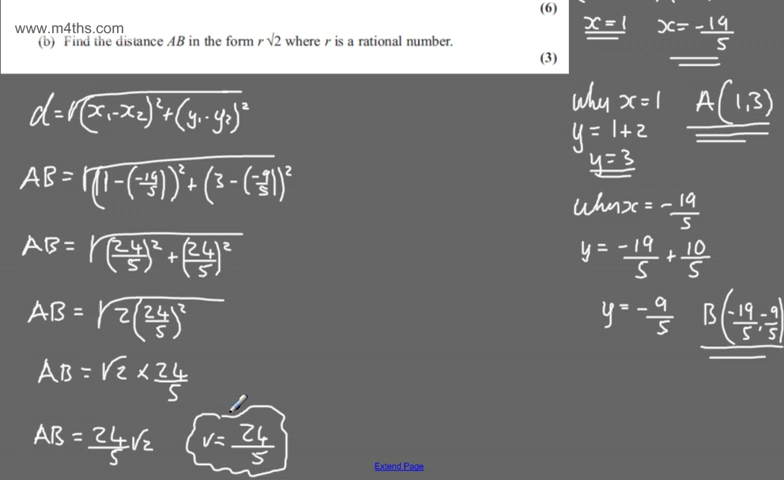 www.m4ths.com
(6)
(b) Find the distance AB in the form r √2 where r is a rational number.
(3)
d=√(x₁-x₂)²+(y₁-y₂)²
AB = √(1-(-19/5))² + (3-(-9/5))²
AB = √(24/5)² + (24/5)²
AB = √2(24/5)²
AB = √2 × 24/5
AB = 24/5 √2
r = 24/5
x=1 x=-19/5
When x=1 A(1,3)
y = 1+2
y=3
When x = -19/5
y = -19/5 + 10/5
y = -9/5 B(-19/5, -9/5)
Extend Page